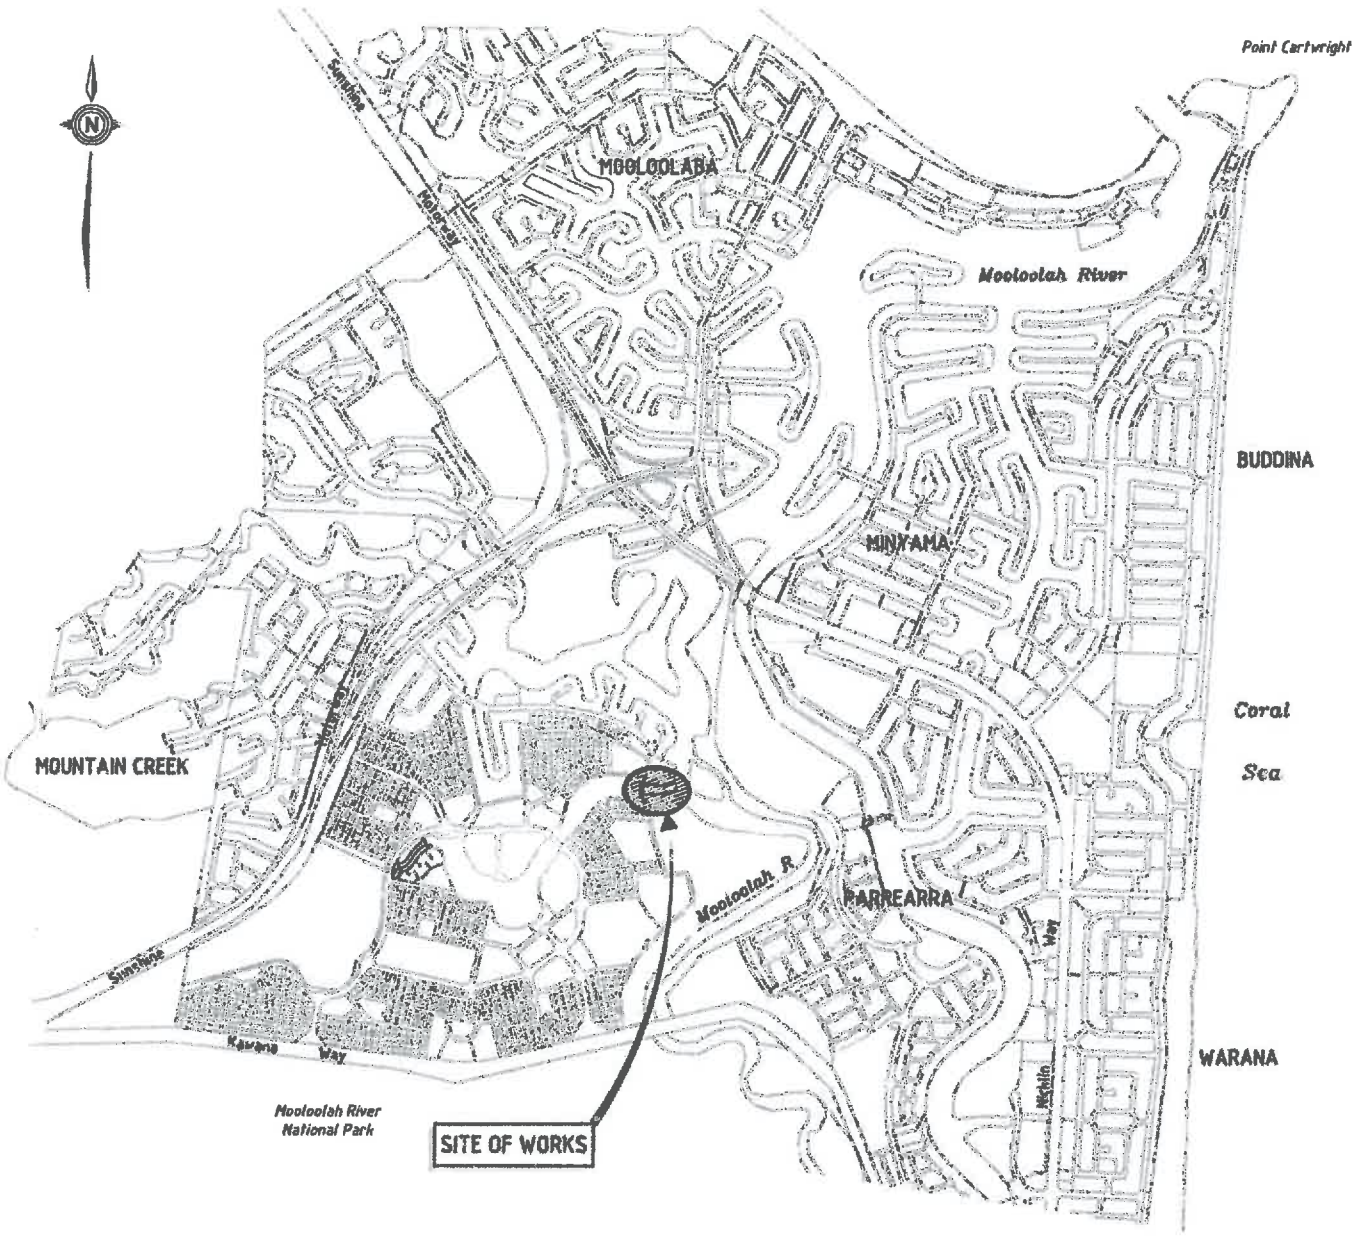 Point Cartwright
Sunshine
N
MOOLOOLABA
Motorway
Mooloolah River
BUDDINA
MINYAMA
Coral
Sea
MOUNTAIN CREEK
Mooloolah R
PARREARRA
Way
Sunshine
Kawana Way
WARANA
Nicklin
Mooloolah River
National Park
SITE OF WORKS